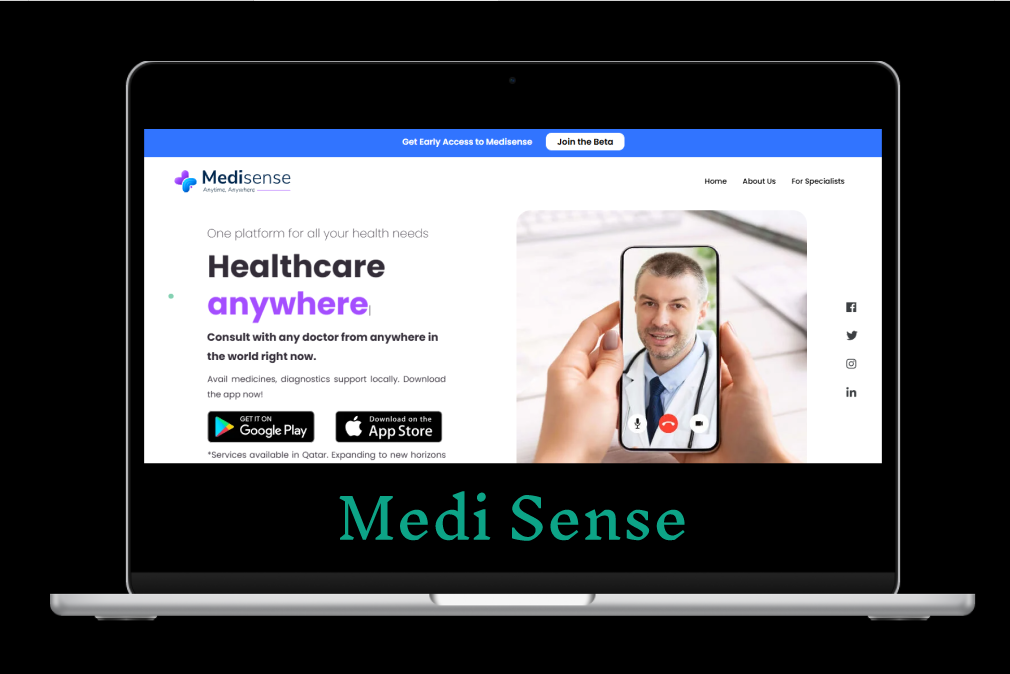 Get Early Access to Medisense Join the Beta
Medisense
Anytime, Anywhere
Home About Us For Specialists
One platform for all your health needs
Healthcare
anywhere
Consult with any doctor from anywhere in
the world right now.
Avail medicines, diagnostics support locally. Download
the app now!
GET IT ON
Google Play
Download on the
App Store
*Services available in Qatar. Expanding to new horizons
Medi Sense